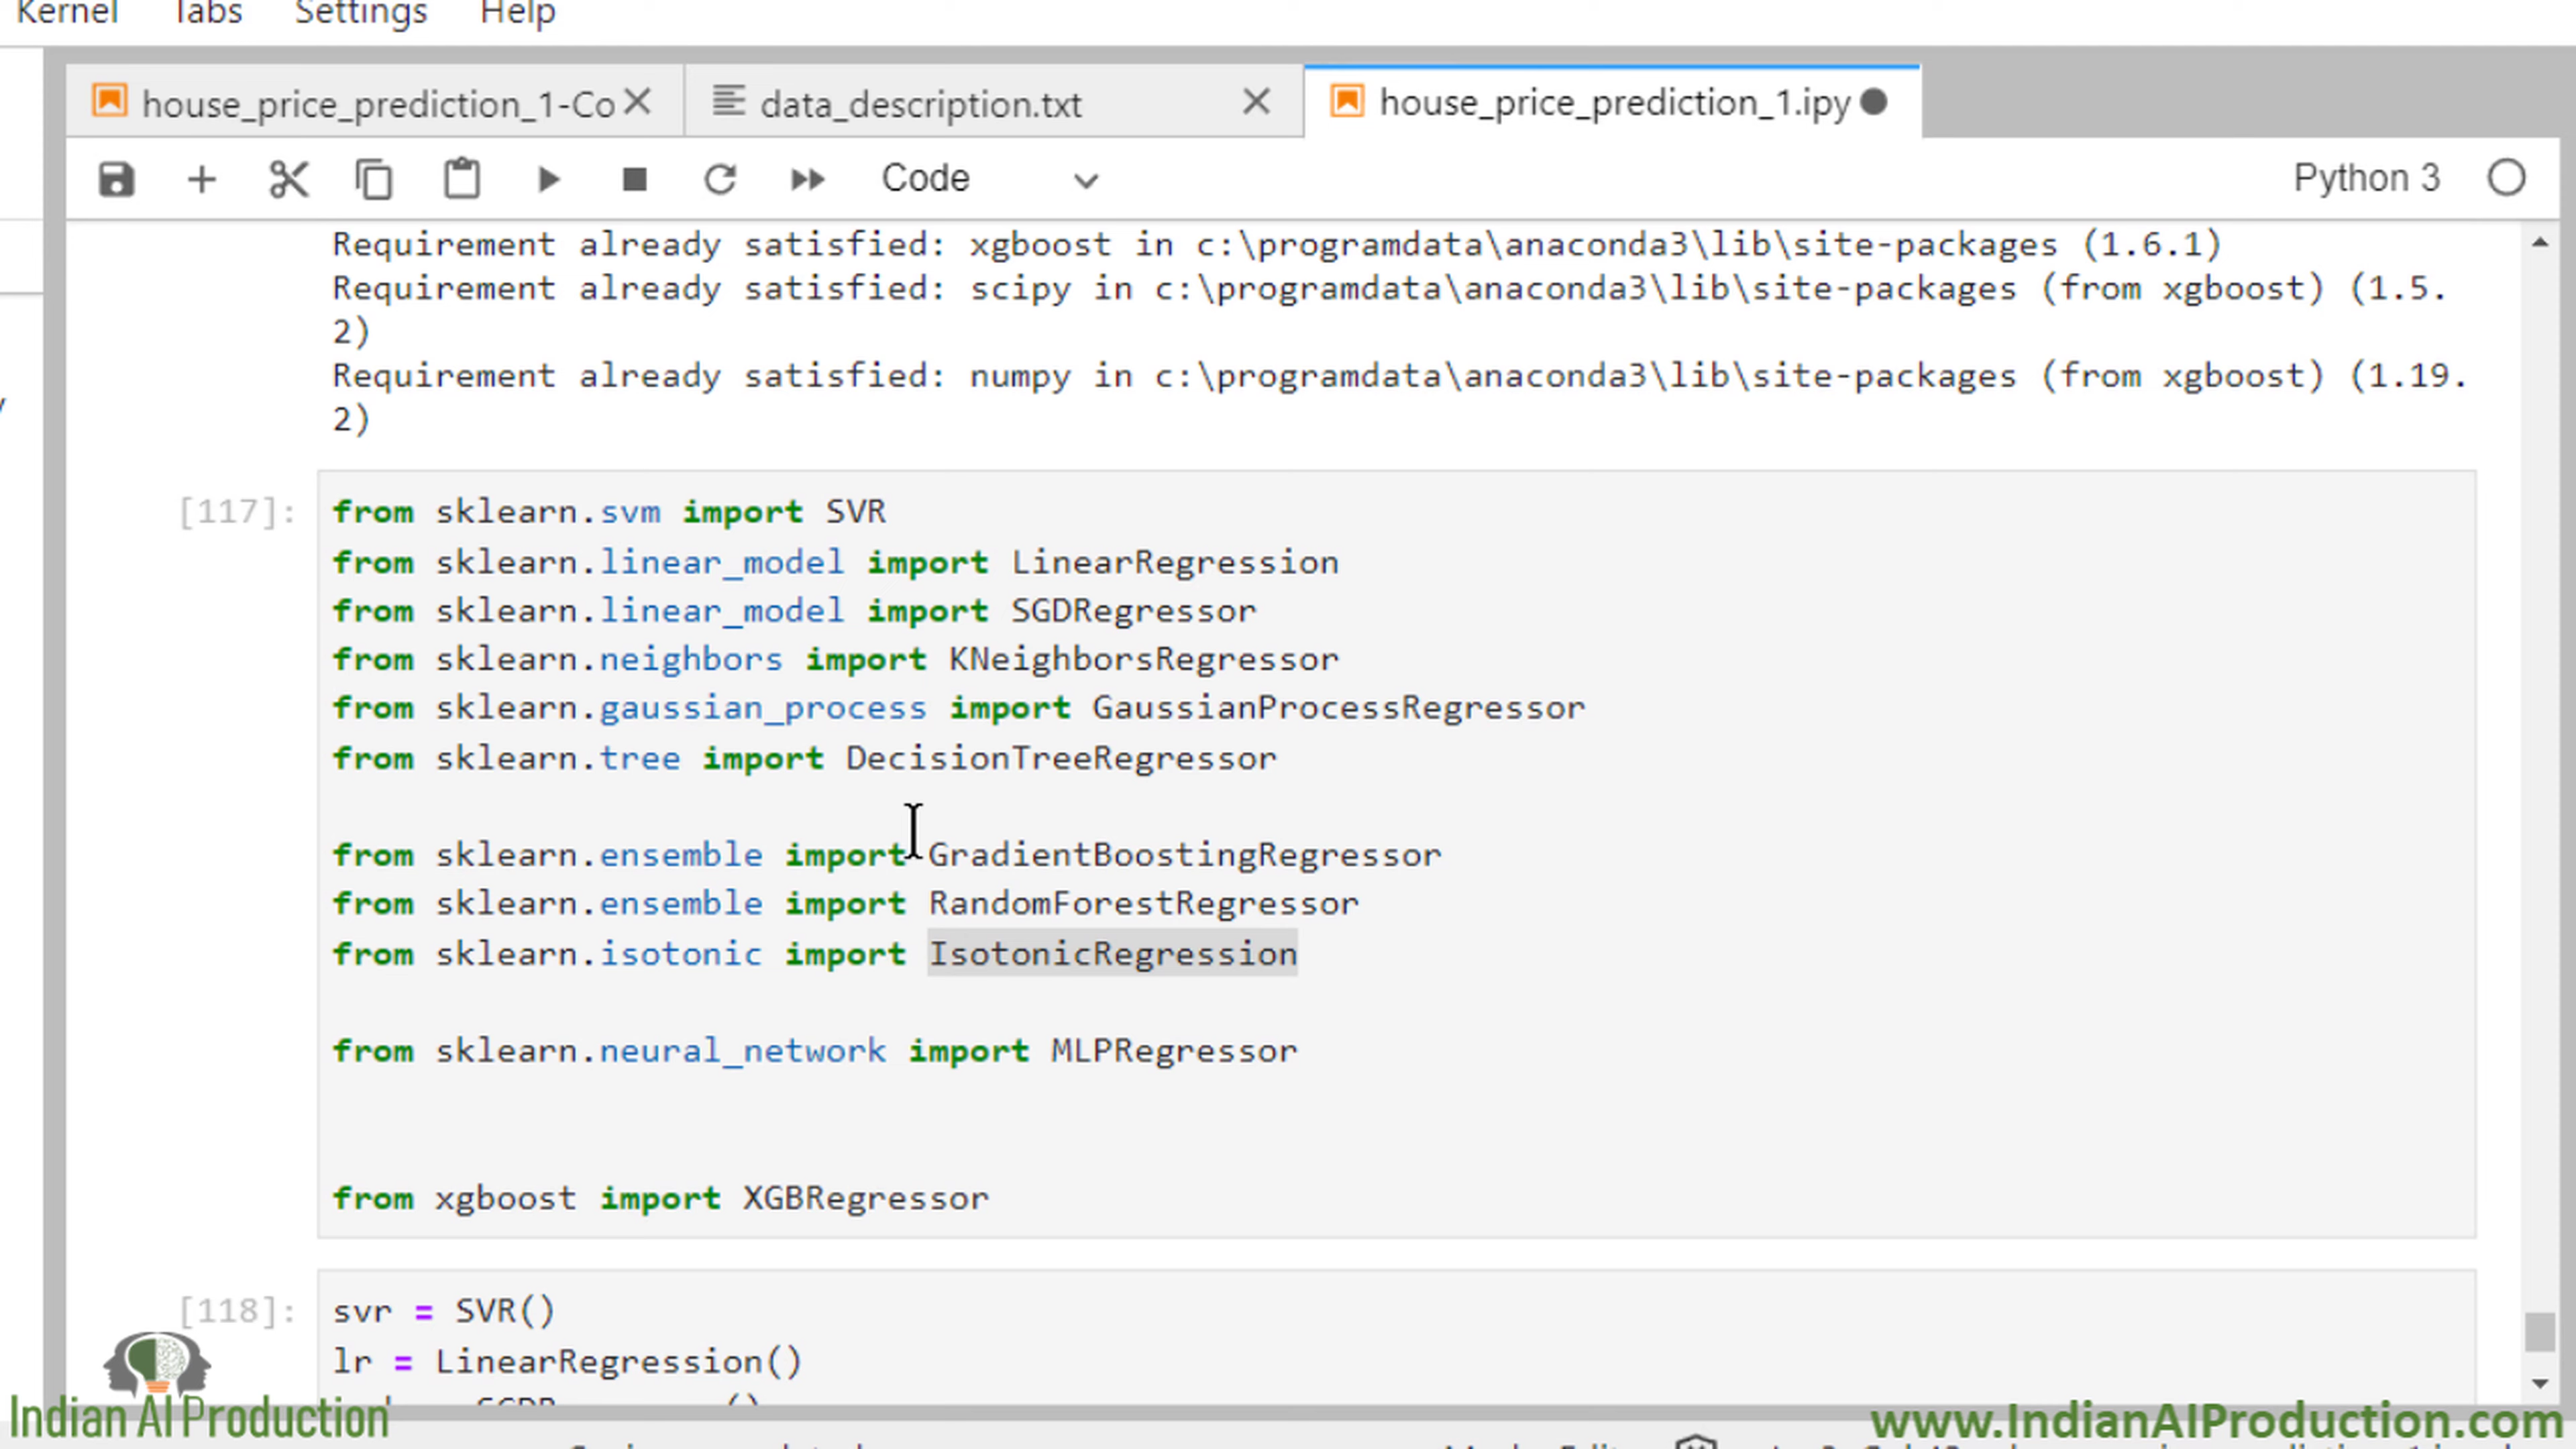 Kernel Tabs Settings Help
house_price_prediction_1-Co data_description.txt house_price_prediction_1.ipy
Code Python 3
Requirement already satisfied: xgboost in c:\programdata\anaconda3\lib\site-packages (1.6.1)
Requirement already satisfied: scipy in c:\programdata\anaconda3\lib\site-packages (from xgboost) (1.5.
2)
Requirement already satisfied: numpy in c:\programdata\anaconda3\lib\site-packages (from xgboost) (1.19.
2)
[117]:
from sklearn.svm import SVR
from sklearn.linear_model import LinearRegression
from sklearn.linear_model import SGDRegressor
from sklearn.neighbors import KNeighborsRegressor
from sklearn.gaussian_process import GaussianProcessRegressor
from sklearn.tree import DecisionTreeRegressor
from sklearn.ensemble import GradientBoostingRegressor
from sklearn.ensemble import RandomForestRegressor
from sklearn.isotonic import IsotonicRegression
from sklearn.neural_network import MLPRegressor
from xgboost import XGBRegressor
[118]:
svr = SVR()
lr = LinearRegression()
Indian AI Production
www.IndianAIProduction.com